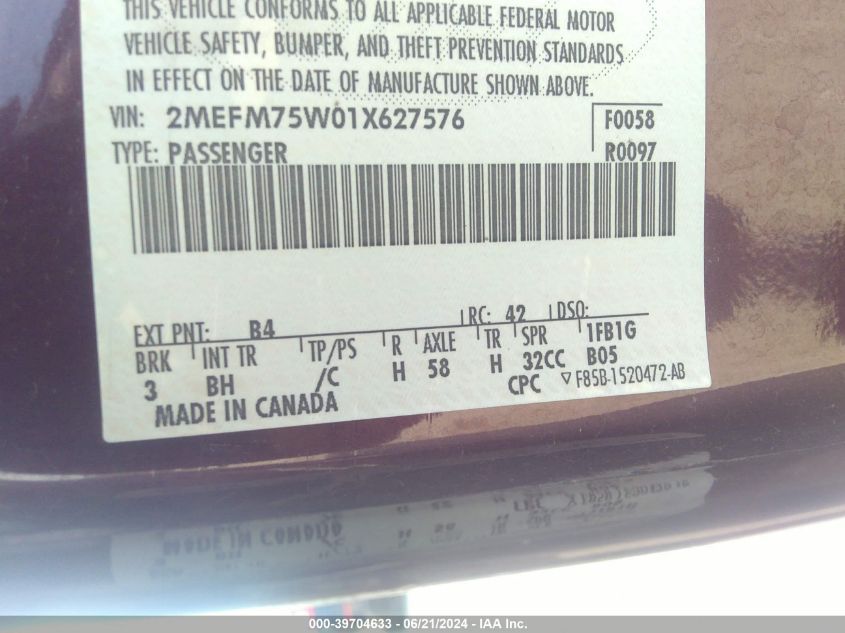 THIS VEHICLE CONFORMS TO ALL APPLICABLE FEDERAL MOTOR
VEHICLE SAFETY, BUMPER, AND THEFT PREVENTION STANDARDS
IN EFFECT ON THE DATE OF MANUFACTURE SHOWN ABOVE.
VIN: 2MEFM75W01X627576 F0058
TYPE: PASSENGER R0097
EXT PNT: B4 RC: 42 DSO:
BRK INT TR TP/PS R AXLE TR SPR 1FB1G
3 BH /C H 58 H 32CC B05
MADE IN CANADA CPC ▽ F85B-1520472-AB
000-39704633 / 06/21/2024 - IAA Inc.